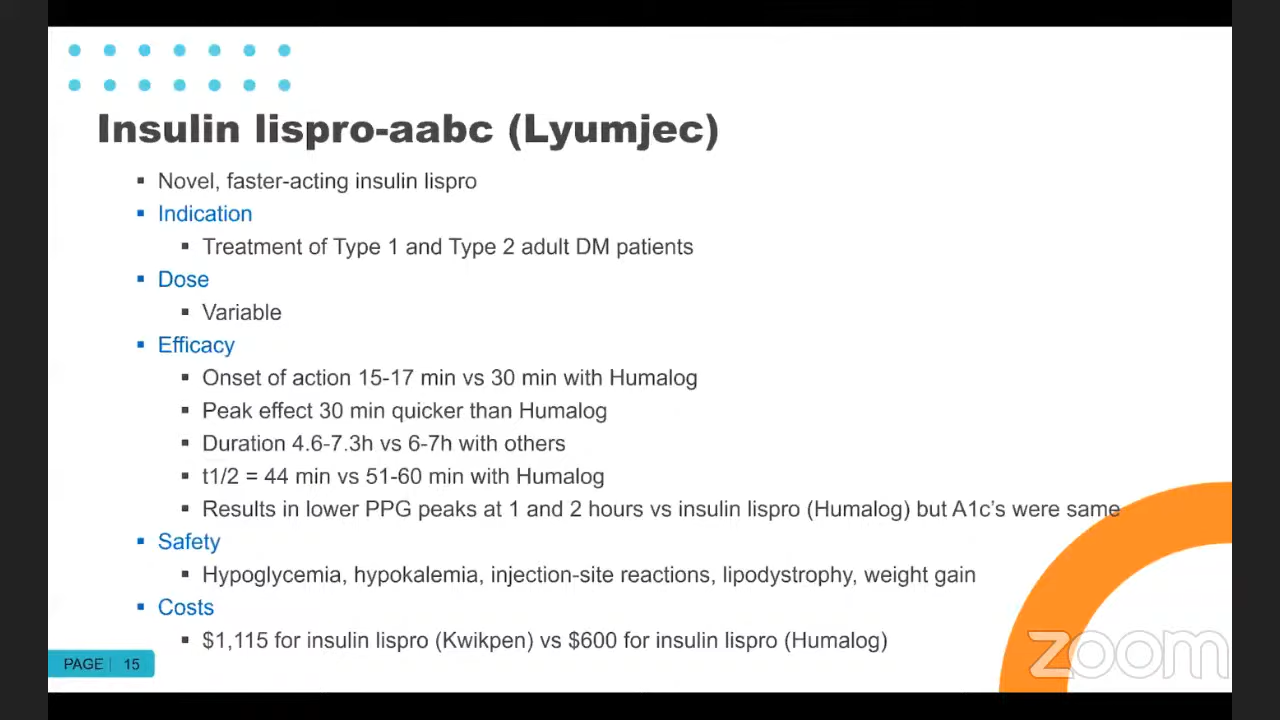 Insulin lispro-aabc (Lyumjec)
▪ Novel, faster-acting insulin lispro
▪ Indication
▪ Treatment of Type 1 and Type 2 adult DM patients
▪ Dose
▪ Variable
▪ Efficacy
▪ Onset of action 15-17 min vs 30 min with Humalog
▪ Peak effect 30 min quicker than Humalog
▪ Duration 4.6-7.3h vs 6-7h with others
▪ t1/2 = 44 min vs 51-60 min with Humalog
▪ Results in lower PPG peaks at 1 and 2 hours vs insulin lispro (Humalog) but A1c's were same
▪ Safety
▪ Hypoglycemia, hypokalemia, injection-site reactions, lipodystrophy, weight gain
▪ Costs
▪ $1,115 for insulin lispro (Kwikpen) vs $600 for insulin lispro (Humalog)
PAGE | 15
zoom